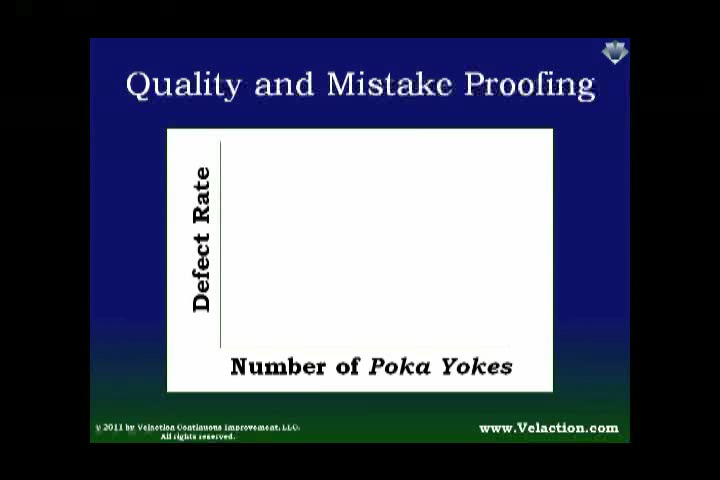 Quality and Mistake Proofing
Defect Rate
Number of Poka Yokes
© 2011 by Velaction Continuous Improvement, LLC.
All rights reserved.
www.Velaction.com